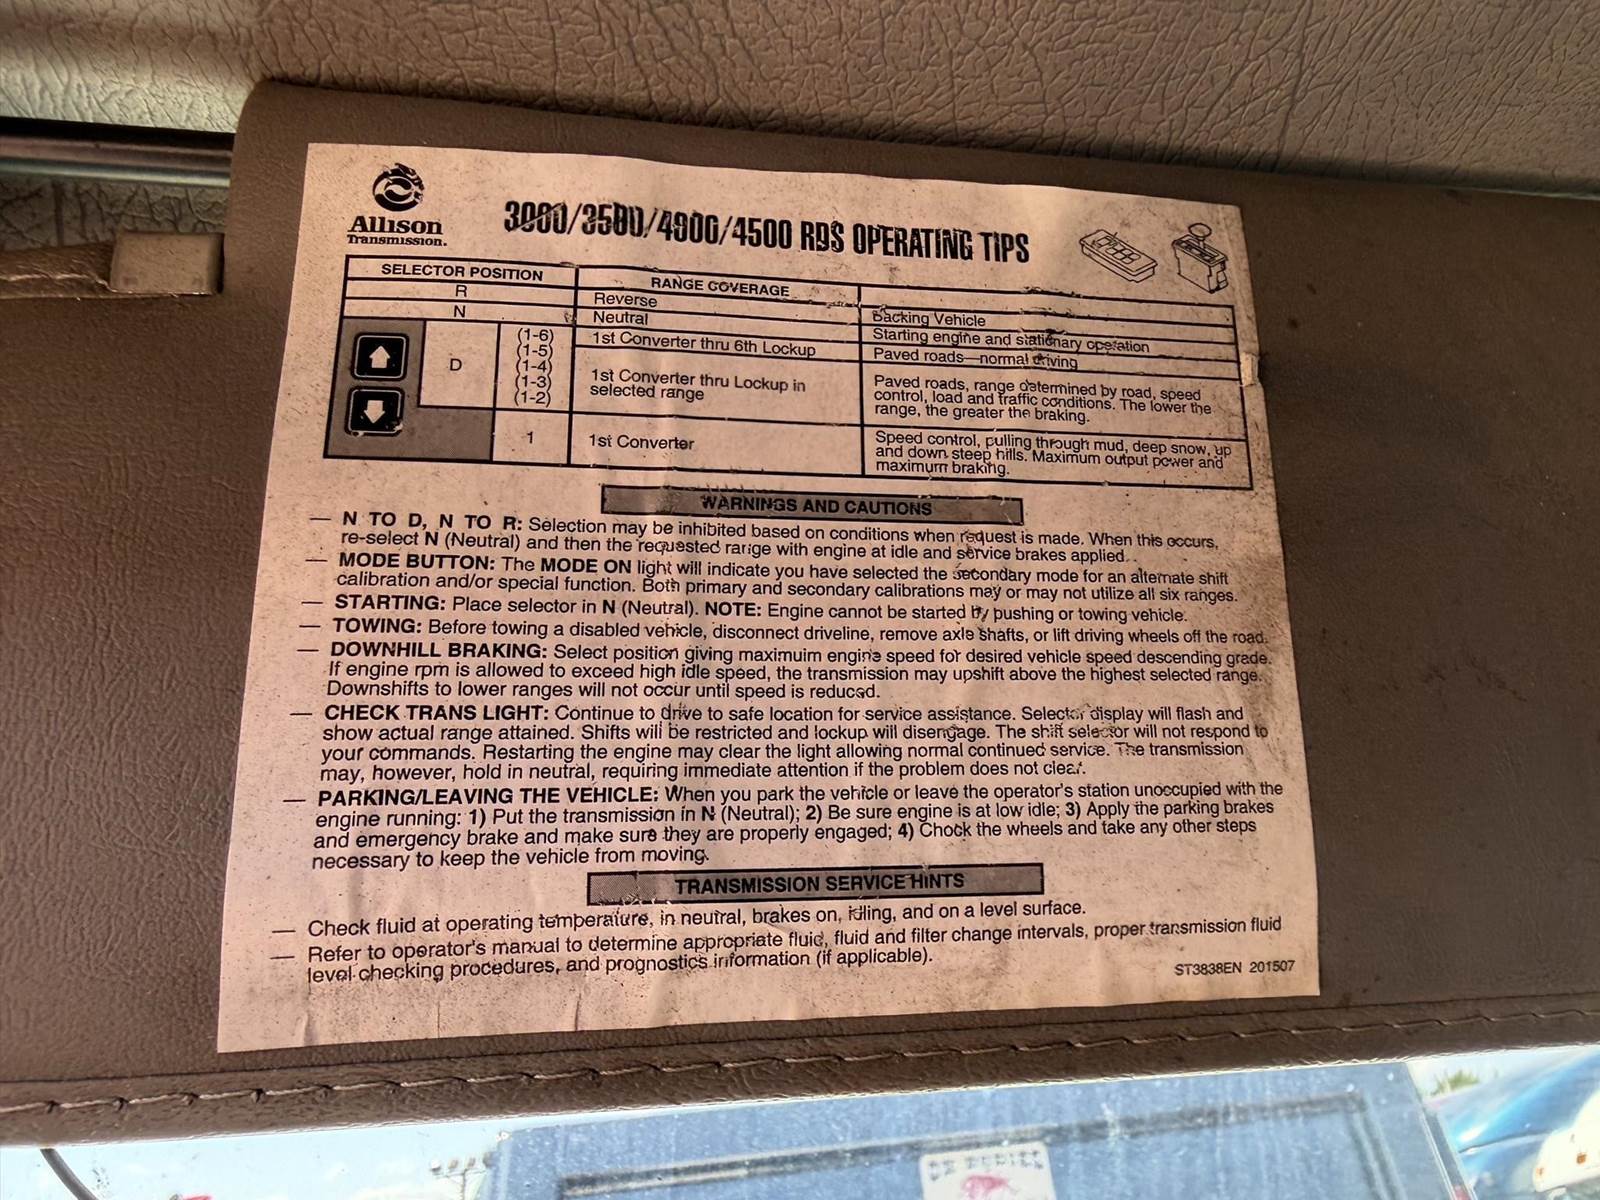 Allison
Transmission.
3000/3500/4000/4500 RDS OPERATING TIPS
SELECTOR POSITION RANGE COVERAGE
R Reverse Backing Vehicle
N Neutral Starting engine and stationary operation
D
(1-6) 1st Converter thru 6th Lockup Paved roads—normal driving
(1-5)
(1-4)
(1-3)
(1-2)
1st Converter thru Lockup in
selected range
Paved roads, range determined by road, speed
control, load and traffic conditions. The lower the
range, the greater the braking.
1 1st Converter
Speed control, pulling through mud, deep snow, up
and down steep hills. Maximum output power and
maximum braking.
WARNINGS AND CAUTIONS
— N TO D, N TO R: Selection may be inhibited based on conditions when request is made. When this occurs,
re-select N (Neutral) and then the requested range with engine at idle and service brakes applied.
— MODE BUTTON: The MODE ON light will indicate you have selected the secondary mode for an alternate shift
calibration and/or special function. Both primary and secondary calibrations may or may not utilize all six ranges.
— STARTING: Place selector in N (Neutral). NOTE: Engine cannot be started by pushing or towing vehicle.
— TOWING: Before towing a disabled vehicle, disconnect driveline, remove axle shafts, or lift driving wheels off the road.
— DOWNHILL BRAKING: Select position giving maximum engine speed for desired vehicle speed descending grade.
If engine rpm is allowed to exceed high idle speed, the transmission may upshift above the highest selected range.
Downshifts to lower ranges will not occur until speed is reduced.
— CHECK TRANS LIGHT: Continue to drive to safe location for service assistance. Selector display will flash and
show actual range attained. Shifts will be restricted and lockup will disengage. The shift selector will not respond to
your commands. Restarting the engine may clear the light allowing normal continued service. The transmission
may, however, hold in neutral, requiring immediate attention if the problem does not clear.
— PARKING/LEAVING THE VEHICLE: When you park the vehicle or leave the operator's station unoccupied with the
engine running: 1) Put the transmission in N (Neutral); 2) Be sure engine is at low idle; 3) Apply the parking brakes
and emergency brake and make sure they are properly engaged; 4) Chock the wheels and take any other steps
necessary to keep the vehicle from moving.
TRANSMISSION SERVICE HINTS
— Check fluid at operating temperature, in neutral, brakes on, idling, and on a level surface.
— Refer to operator's manual to determine appropriate fluid, fluid and filter change intervals, proper transmission fluid
level checking procedures, and prognostics information (if applicable).
ST3838EN 201507